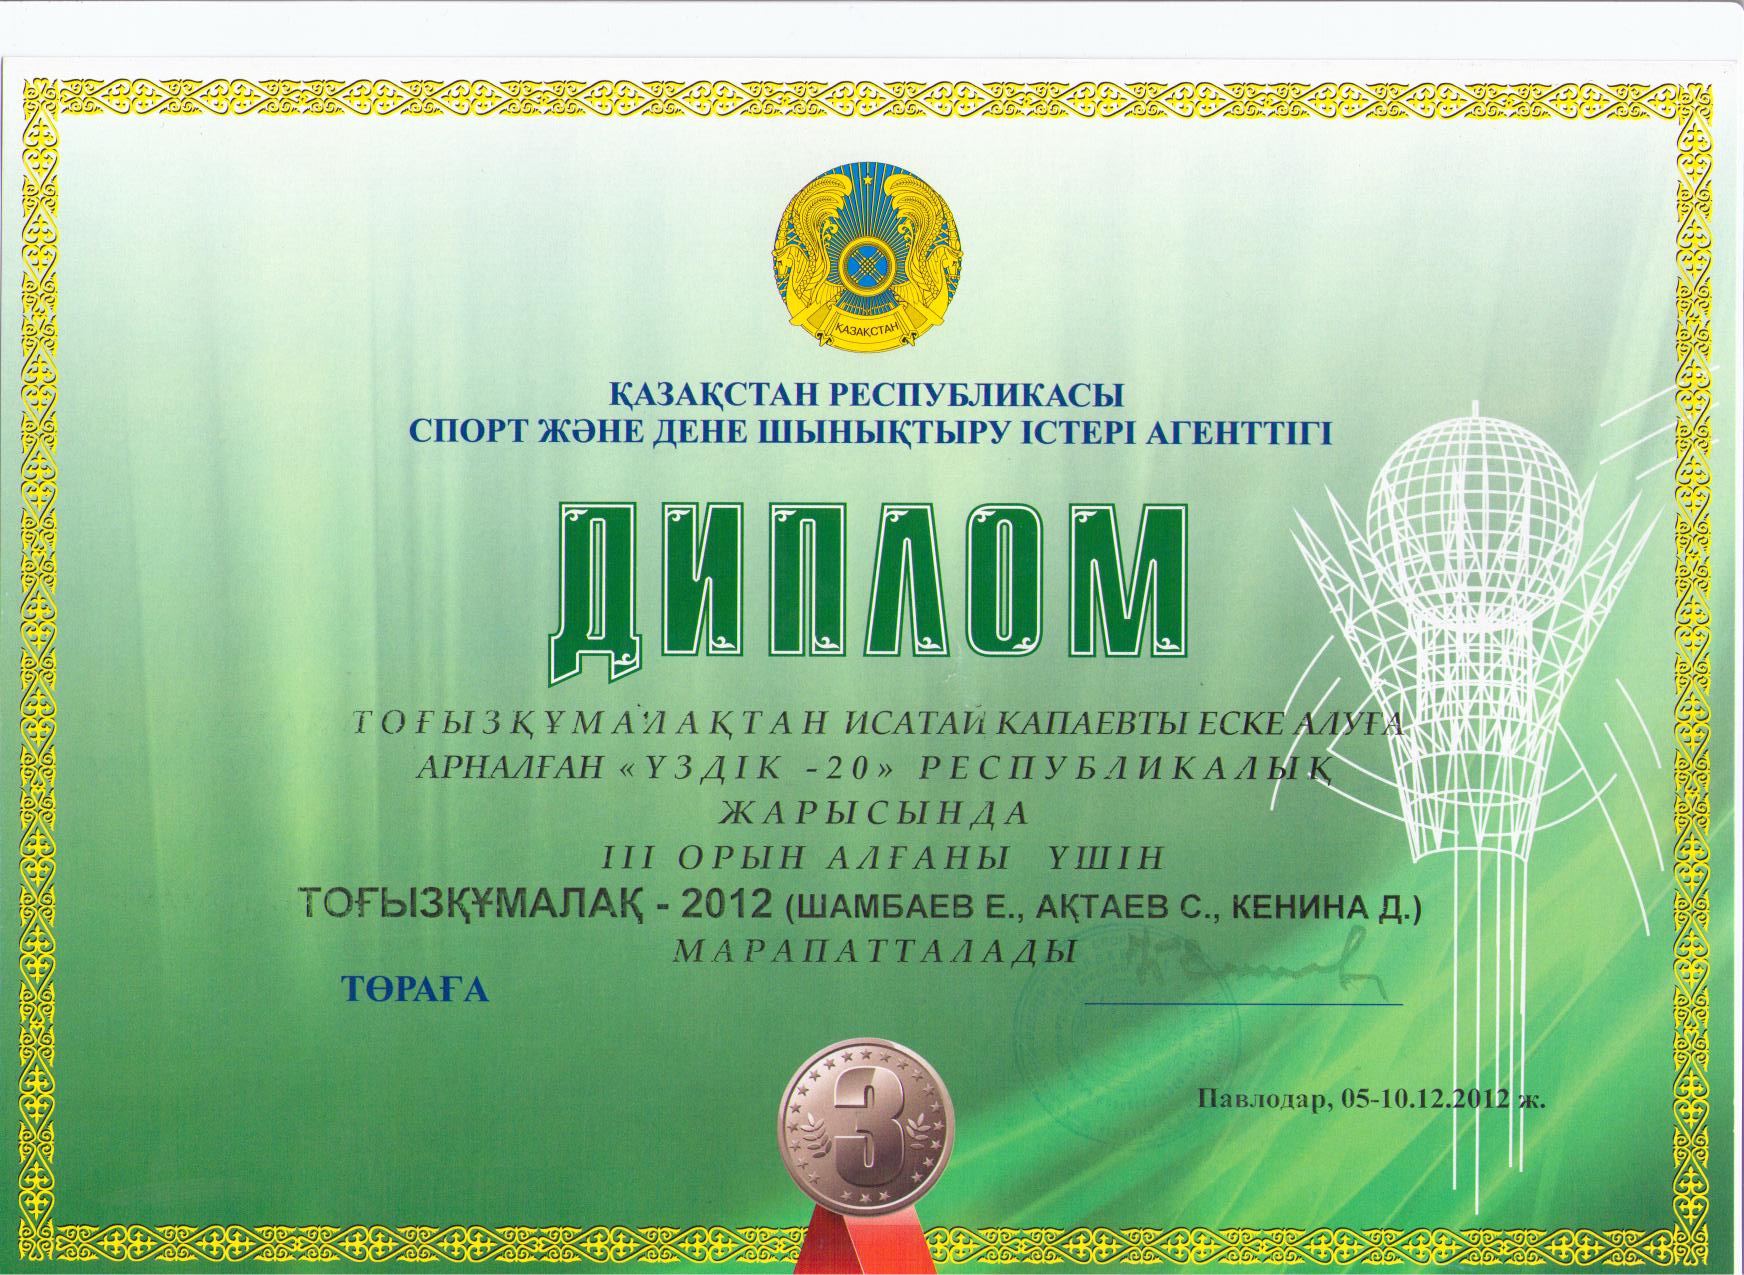 ҚАЗАҚСТАН
ҚАЗАҚСТАН РЕСПУБЛИКАСЫ
СПОРТ ЖӘНЕ ДЕНЕ ШЫНЫҚТЫРУ ІСТЕРІ АГЕНТТІГІ
ДИПЛОМ
ТОҒЫЗҚҰМАЛАҚТАН ИСАТАЙ КАПАЕВТЫ ЕСКЕ АЛУҒА
АРНАЛҒАН «ҮЗДІК -20» РЕСПУБЛИКАЛЫҚ
ЖАРЫСЫНДА
ІІІ ОРЫН АЛҒАНЫ ҮШІН
ТОҒЫЗҚҰМАЛАҚ - 2012 (ШАМБАЕВ Е., АҚТАЕВ С., КЕНИНА Д.)
МАРАПАТТАЛАДЫ
ТӨРАҒА
3
Павлодар, 05-10.12.2012 ж.